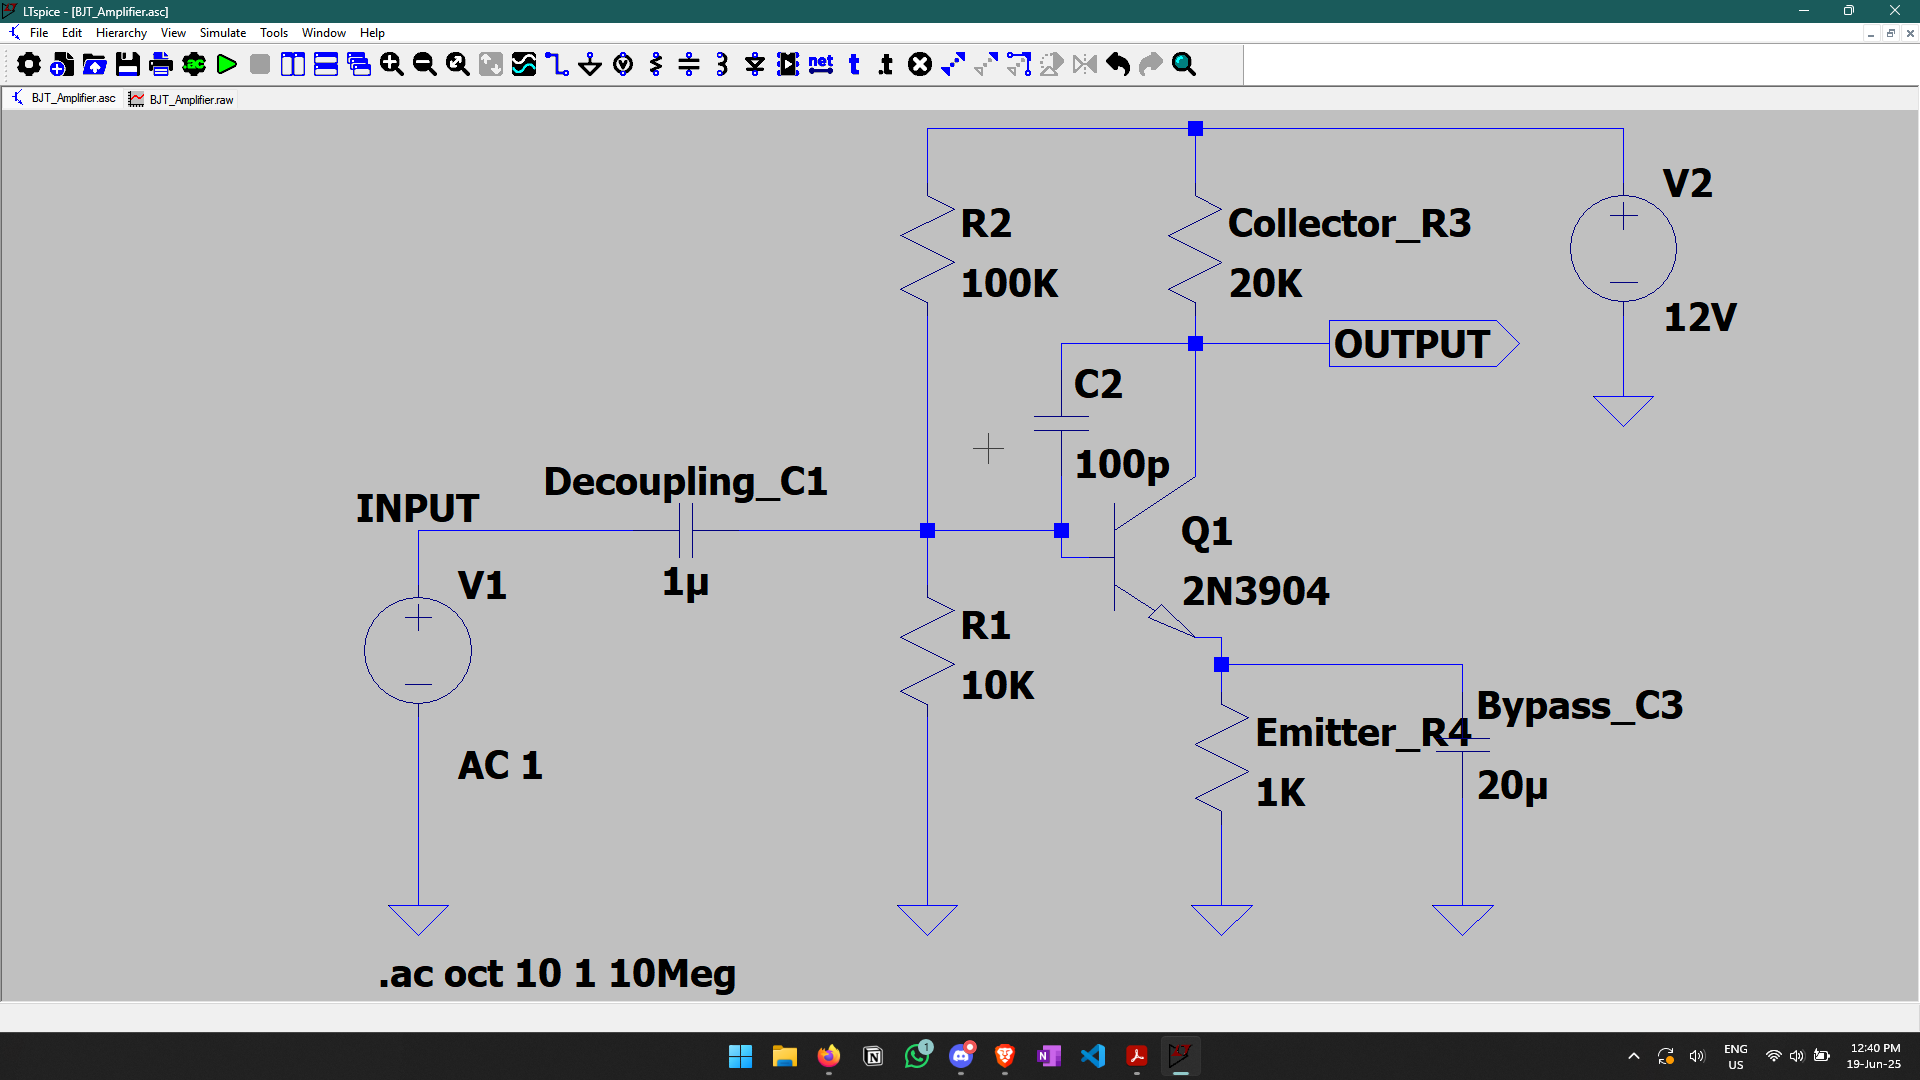 LTspice - [BJT_Amplifier.asc]
File Edit Hierarchy View Simulate Tools Window Help
ac
net
t
.t
BJT_Amplifier.asc
BJT_Amplifier.raw
V2
R2
Collector_R3
100K
20K
12V
OUTPUT
C2
100p
Decoupling_C1
INPUT
Q1
V1
1µ
2N3904
R1
10K
Bypass_C3
Emitter_R4
AC 1
20µ
1K
.ac oct 10 1 10Meg
1
N
N
ENG
US
12:40 PM
19-Jun-25